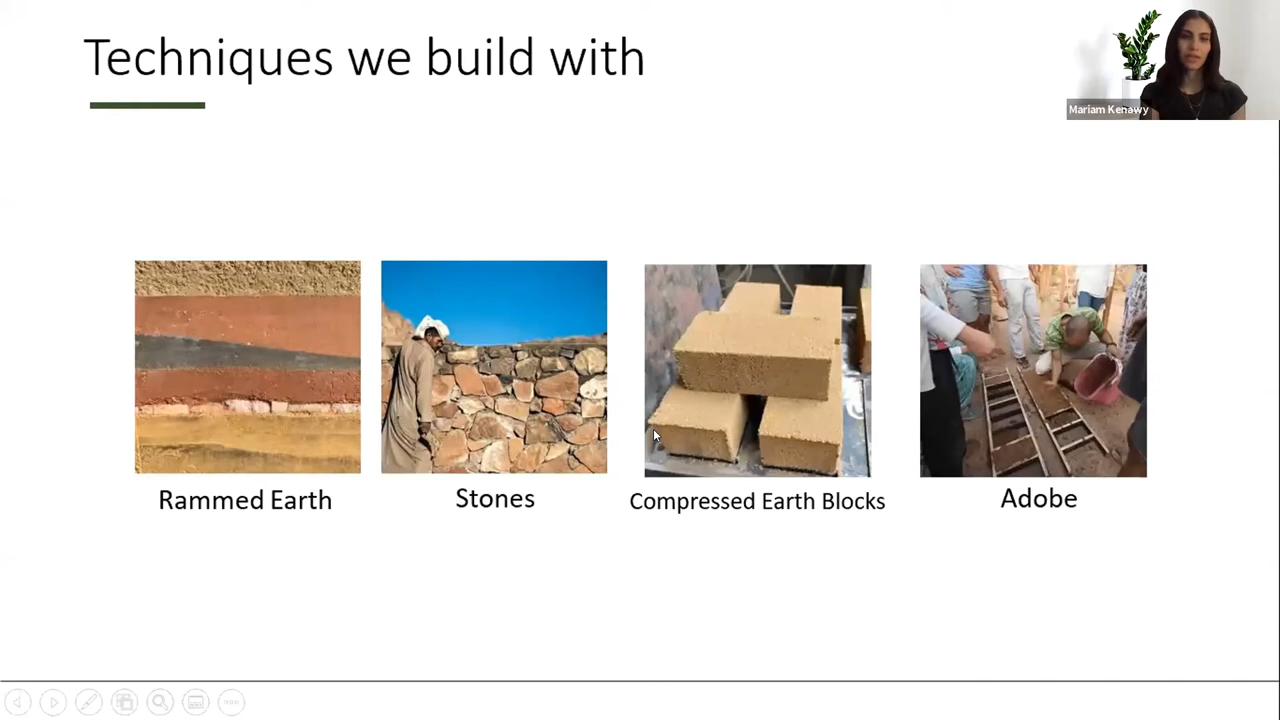 Techniques we build with
Mariam Kenawy
Rammed Earth
Stones
Compressed Earth Blocks
Adobe